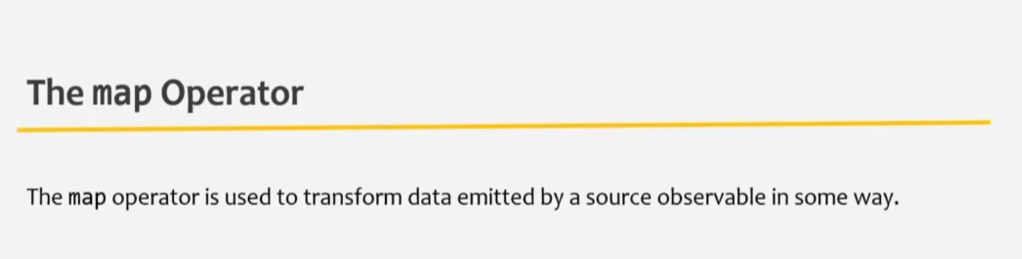 The map Operator
The map operator is used to transform data emitted by a source observable in some way.